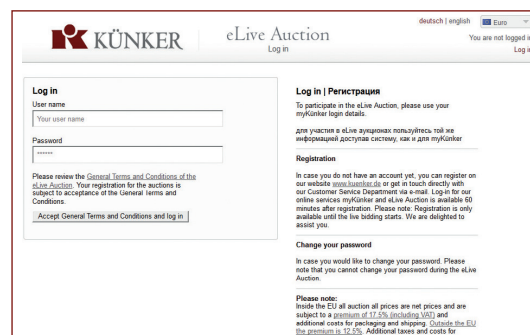 deutsch | english
Euro
KÜNKER
eLive Auction
Log in
You are not logged in
Log in
Log in
User name
Your user name
Password
******
Please review the General Terms and Conditions of the
eLive Auction. Your registration for the auctions is
subject to acceptance of the General Terms and
Conditions.
Accept General Terms and Conditions and log in
Log in | Регистрация
To participate in the eLive Auction, please use your
myKünker login details.
для участия в eLive аукционах пользуйтесь той же
информацией доступав систему, как и для myKünker
Registration
In case you do not have an account yet, you can register on
our website www.kuenker.de or get in touch directly with
our Customer Service Department via e-mail. Log-in for our
online services myKünker and eLive Auction is available 60
minutes after registration. Please note: Registration is only
available until the live bidding starts. We are delighted to
assist you.
Change your password
In case you would like to change your password. Please
note that you cannot change your password during the eLive
Auction.
Please note:
Inside the EU all auction all prices are net prices and are
subject to a premium of 17.5% (including VAT) and
additional costs for packaging and shipping. Outside the EU
the premium is 12.5%. Additional taxes and costs for